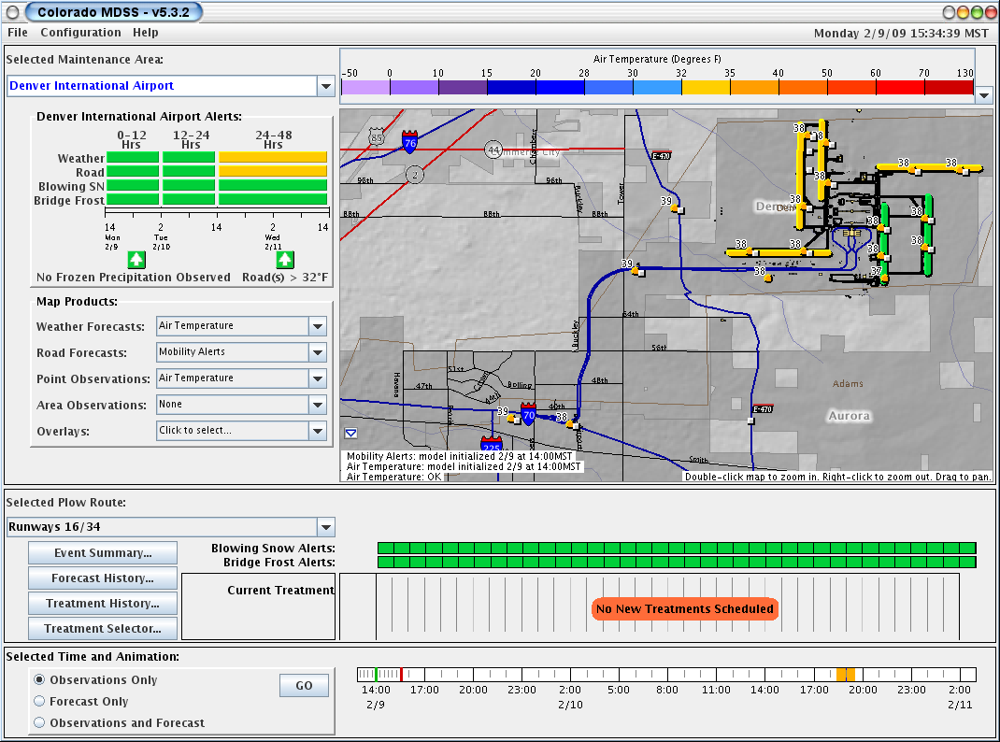 Colorado MDSS - v5.3.2
File Configuration Help
Monday 2/9/09 15:34:39 MST
Selected Maintenance Area:
Denver International Airport
Air Temperature (Degrees F)
-50 0 10 15 20 28 30 32 40 50 60 70 130
Denver International Airport Alerts:
0-12 Hrs
12-24 Hrs
24-48 Hrs
Weather
Road
Blowing SN
Bridge Frost
14 2 14 2 14
Mon Tue Wed
2/9 2/10 2/11
No Frozen Precipitation Observed
Road(s) > 32°F
Map Products:
Weather Forecasts: Air Temperature
Road Forecasts: Mobility Alerts
Point Observations: Air Temperature
Area Observations: None
Overlays: Click to select...
85
76
44
2
Chambers
96th
96th
88th
88th
Buckley
Tower
E-470
39
38
38
38
38
38
38
38
38
38
38
38
38
38
37
38
39
64th
Buckley
56th
51st
48th
47th
Bolling
40th
Havana
39
70
38
225
Smith
E-470
Adams
Aurora
Mobility Alerts: model initialized 2/9 at 14:00MST
Air Temperature: model initialized 2/9 at 14:00MST
Air Temperature: OK
Double-click map to zoom in. Right-click to zoom out. Drag to pan.
Selected Plow Route:
Runways 16/34
Event Summary...
Forecast History...
Treatment History...
Treatment Selector...
Blowing Snow Alerts:
Bridge Frost Alerts:
Current Treatment
No New Treatments Scheduled
Selected Time and Animation:
Observations Only
Forecast Only
Observations and Forecast
GO
14:00 17:00 20:00 23:00 2:00 5:00 8:00 11:00 14:00 17:00 20:00 23:00 2:00
2/9 2/10 2/11